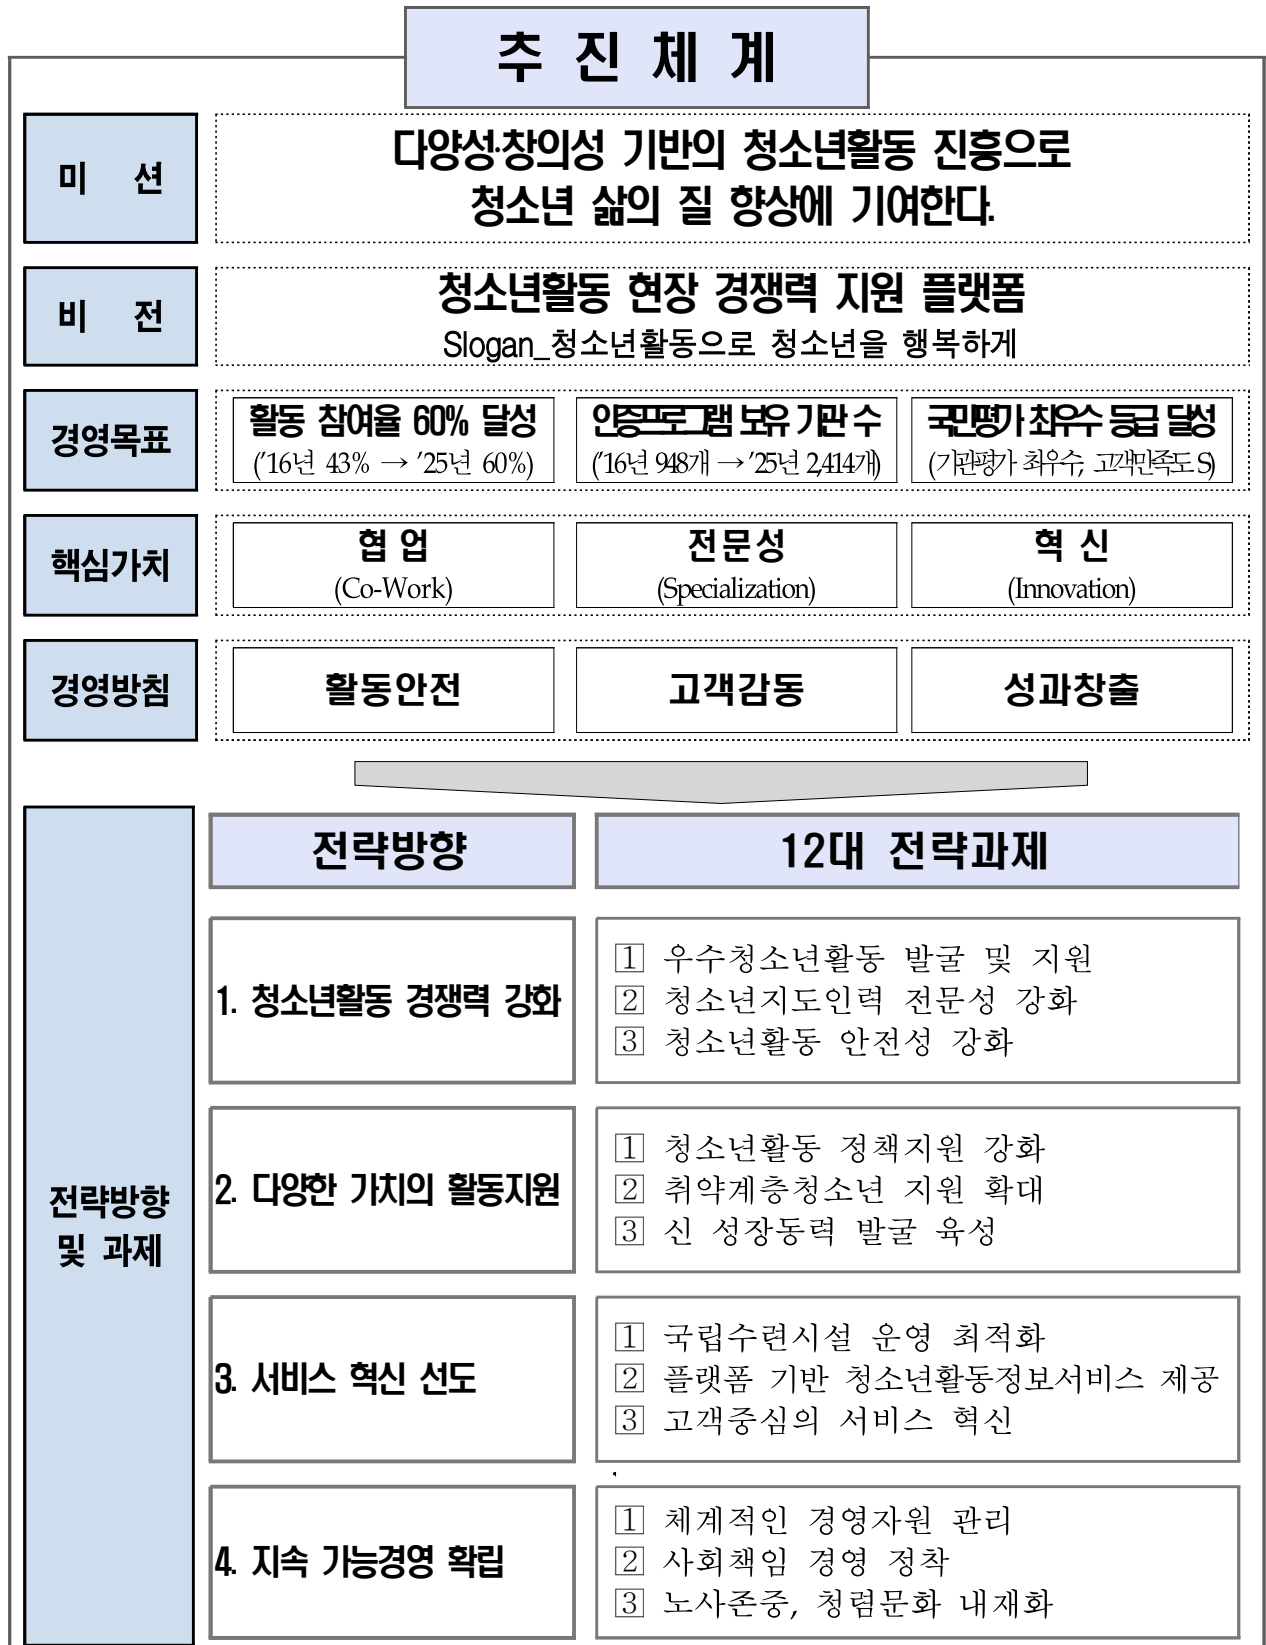 추 진 체 계
미 션
다양성·창의성 기반의 청소년활동 진흥으로
청소년 삶의 질 향상에 기여한다.
비 전
청소년활동 현장 경쟁력 지원 플랫폼
Slogan_청소년활동으로 청소년을 행복하게
경영목표
활동 참여율 60% 달성
('16년 43% → '25년 60%)
인증프로그램 보유 기관 수
('16년 948개 → '25년 2,414개)
국민평가 최우수 등급 달성
(기관평가 최우수, 고객만족도 S)
핵심가치
협 업
(Co-Work)
전문성
(Specialization)
혁 신
(Innovation)
경영방침
활동안전
고객감동
성과창출
전략방향
및 과제
전략방향
12대 전략과제
1. 청소년활동 경쟁력 강화
1 우수청소년활동 발굴 및 지원
2 청소년지도인력 전문성 강화
3 청소년활동 안전성 강화
2. 다양한 가치의 활동지원
1 청소년활동 정책지원 강화
2 취약계층청소년 지원 확대
3 신 성장동력 발굴 육성
3. 서비스 혁신 선도
1 국립수련시설 운영 최적화
2 플랫폼 기반 청소년활동정보서비스 제공
3 고객중심의 서비스 혁신
4. 지속 가능경영 확립
1 체계적인 경영자원 관리
2 사회책임 경영 정착
3 노사존중, 청렴문화 내재화